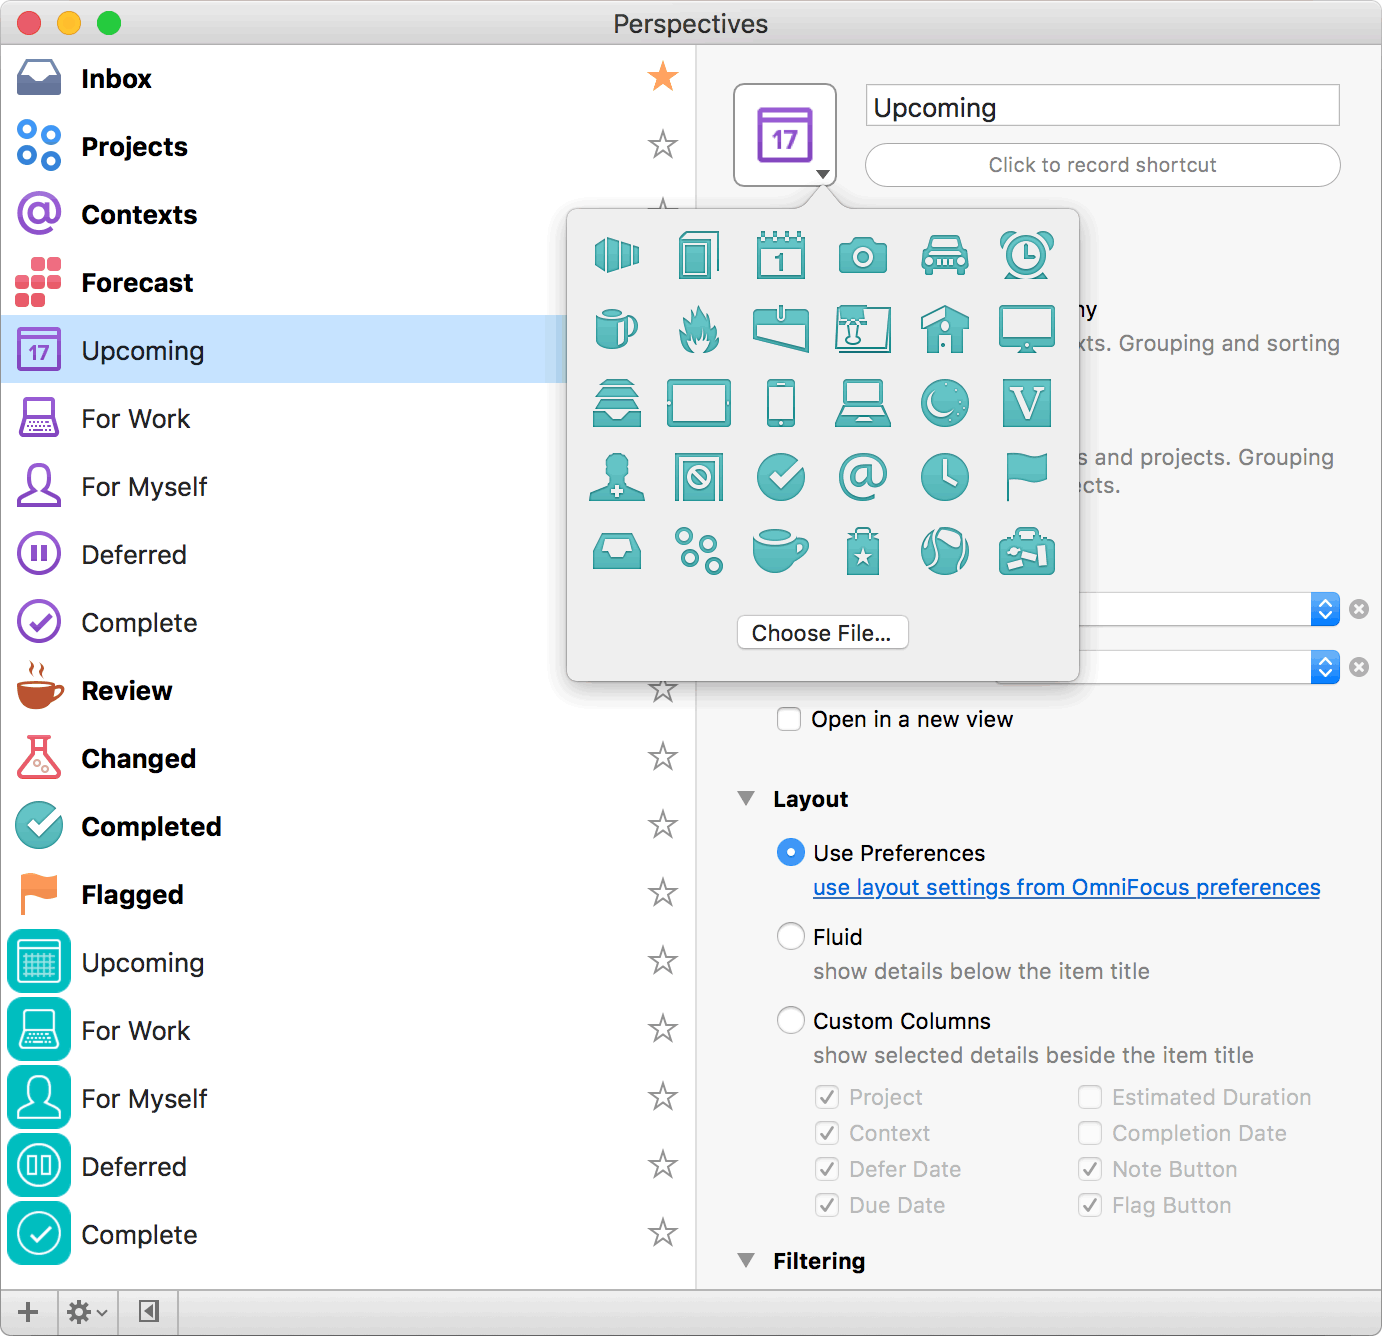 Perspectives
Inbox
Projects
Contexts
Forecast
17 Upcoming
For Work
For Myself
Deferred
Complete
Review
Changed
Completed
Flagged
Upcoming
For Work
For Myself
Deferred
Complete
17
Upcoming
Click to record shortcut
1
V
@
Choose File...
xts. Grouping and sorting
s and projects. Grouping
Open in a new view
Layout
Use Preferences
use layout settings from OmniFocus preferences
Fluid
show details below the item title
Custom Columns
show selected details beside the item title
Project
Estimated Duration
Context
Completion Date
Defer Date
Note Button
Due Date
Flag Button
Filtering